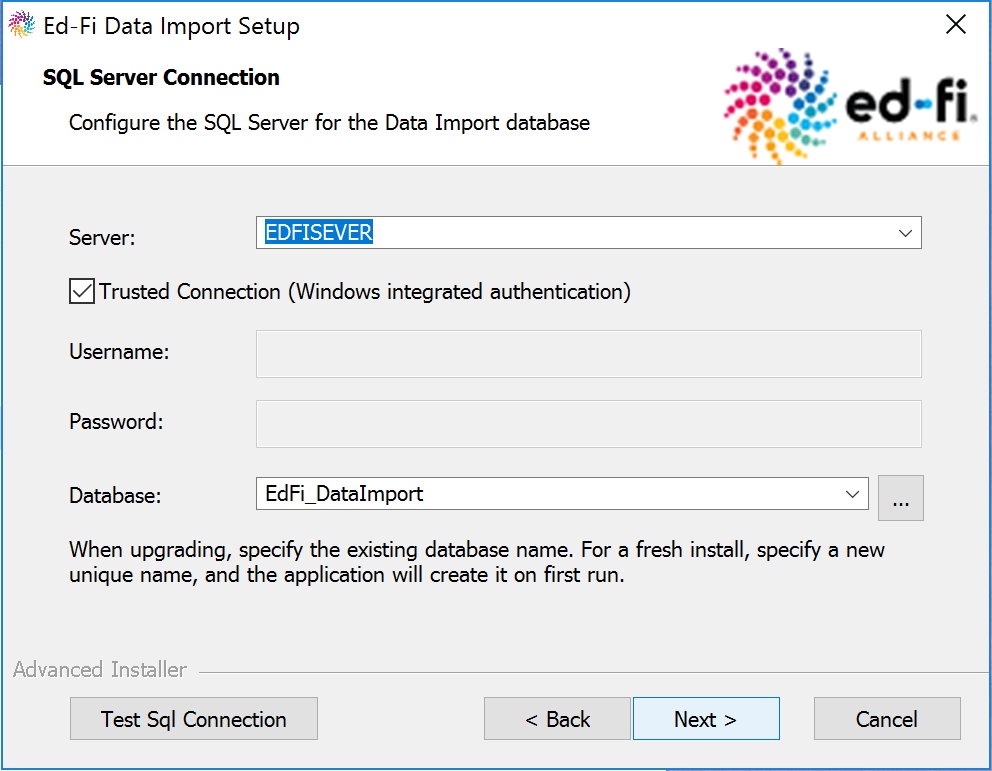 Ed-Fi Data Import Setup
SQL Server Connection
Configure the SQL Server for the Data Import database
ed-fi
ALLIANCE
Server:
EDFISEVER
Trusted Connection (Windows integrated authentication)
Username:
Password:
Database:
EdFi_DataImport
...
When upgrading, specify the existing database name. For a fresh install, specify a new
unique name, and the application will create it on first run.
Advanced Installer
Test Sql Connection
< Back
Next >
Cancel